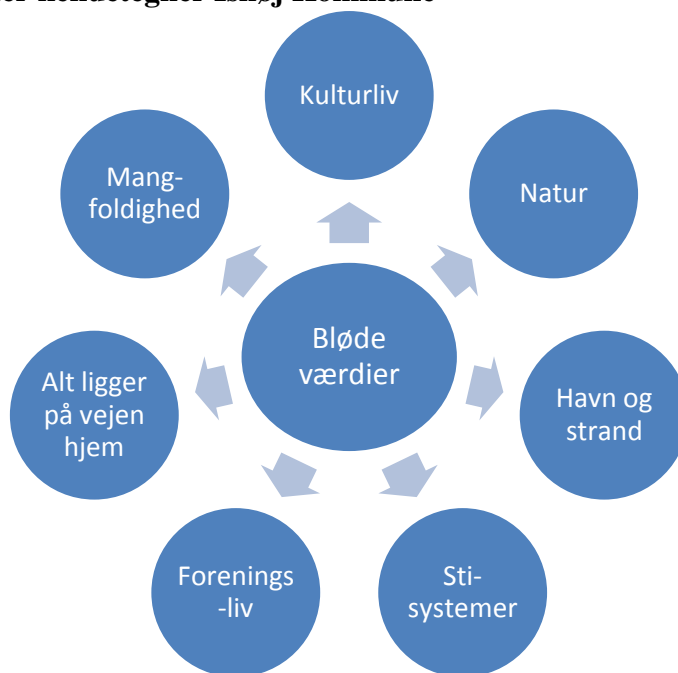 Kulturliv
Natur
Havn og
strand
Sti-
systemer
Forenings
-liv
Alt ligger
på vejen
hjem
Mang-
foldighed
Bløde
værdier